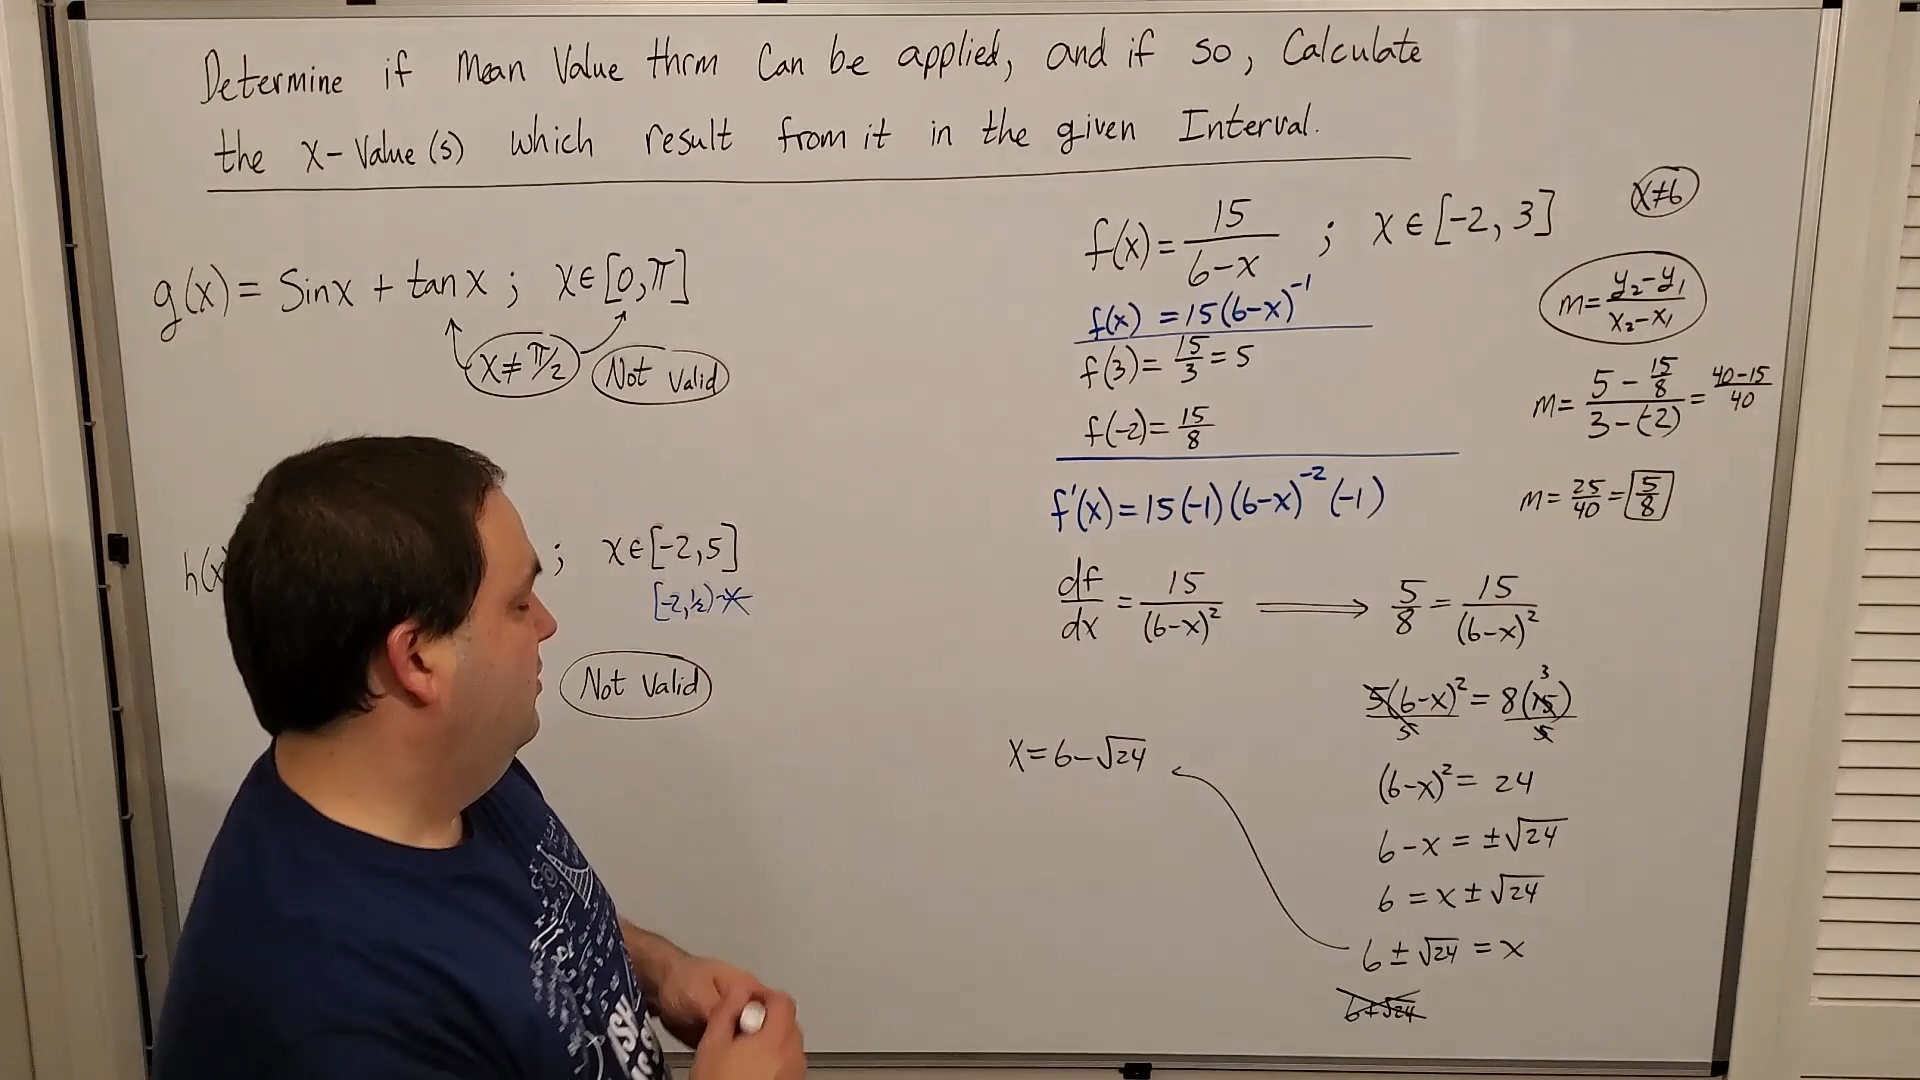 Determine if Mean Value thrm Can be applied, and if so, Calculate
the x-Value(s) which result from it in the given Interval.
g(x) = Sinx + tanx ; x∈[0,π]
x≠π/2 Not Valid
h(x ; x∈[-2,5]
[-2,½)
Not Valid
f(x) = 15/(6-x) ; x∈[-2,3]
x≠6
f(x) = 15(6-x)⁻¹
m = (y₂-y₁)/(x₂-x₁)
f(3) = 15/3 = 5
f(-2) = 15/8
m = (5 - 15/8)/(3-(-2)) = (40-15)/40
m = 25/40 = 5/8
f'(x) = 15(-1)(6-x)⁻²(-1)
df/dx = 15/(6-x)² ⟹ 5/8 = 15/(6-x)²
5(6-x)²/5 = 8(15)/5 3
(6-x)² = 24
6-x = ±√24
6 = x±√24
6±√24 = x
6+√24
x = 6-√24